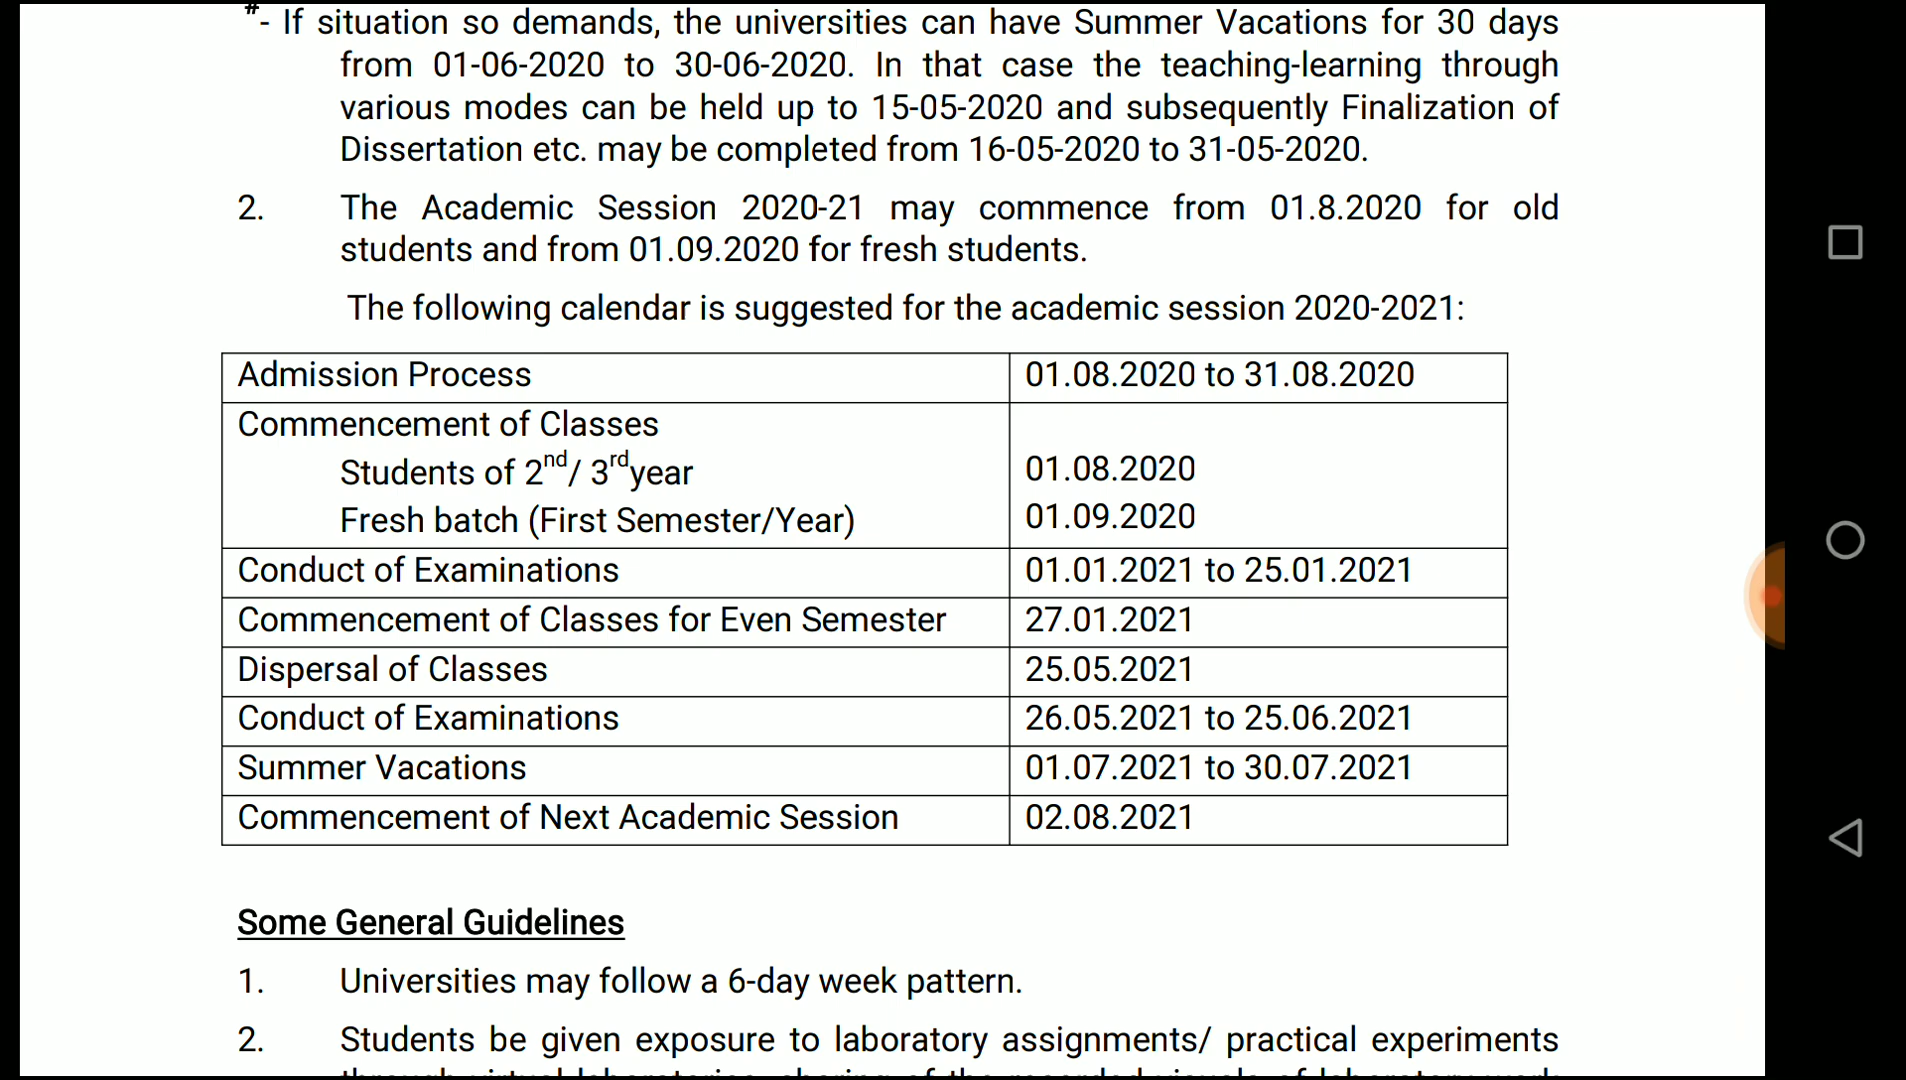 #- If situation so demands, the universities can have Summer Vacations for 30 days
from 01-06-2020 to 30-06-2020. In that case the teaching-learning through
various modes can be held up to 15-05-2020 and subsequently Finalization of
Dissertation etc. may be completed from 16-05-2020 to 31-05-2020.
2. The Academic Session 2020-21 may commence from 01.8.2020 for old
students and from 01.09.2020 for fresh students.
The following calendar is suggested for the academic session 2020-2021:
Admission Process 01.08.2020 to 31.08.2020
Commencement of Classes
Students of 2nd/ 3rdyear 01.08.2020
Fresh batch (First Semester/Year) 01.09.2020
Conduct of Examinations 01.01.2021 to 25.01.2021
Commencement of Classes for Even Semester 27.01.2021
Dispersal of Classes 25.05.2021
Conduct of Examinations 26.05.2021 to 25.06.2021
Summer Vacations 01.07.2021 to 30.07.2021
Commencement of Next Academic Session 02.08.2021
Some General Guidelines
1. Universities may follow a 6-day week pattern.
2. Students be given exposure to laboratory assignments/ practical experiments